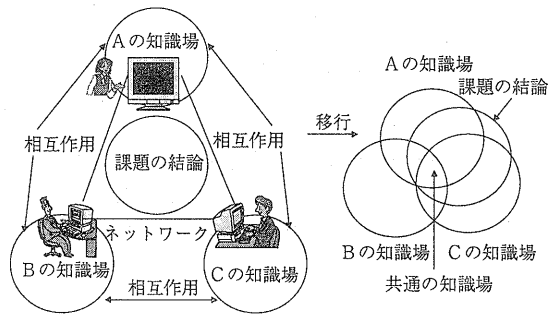 Aの知識場
相互作用
相互作用
課題の結論
ネットワーク
Bの知識場
Cの知識場
相互作用
移行
Aの知識場
課題の結論
Bの知識場
Cの知識場
共通の知識場